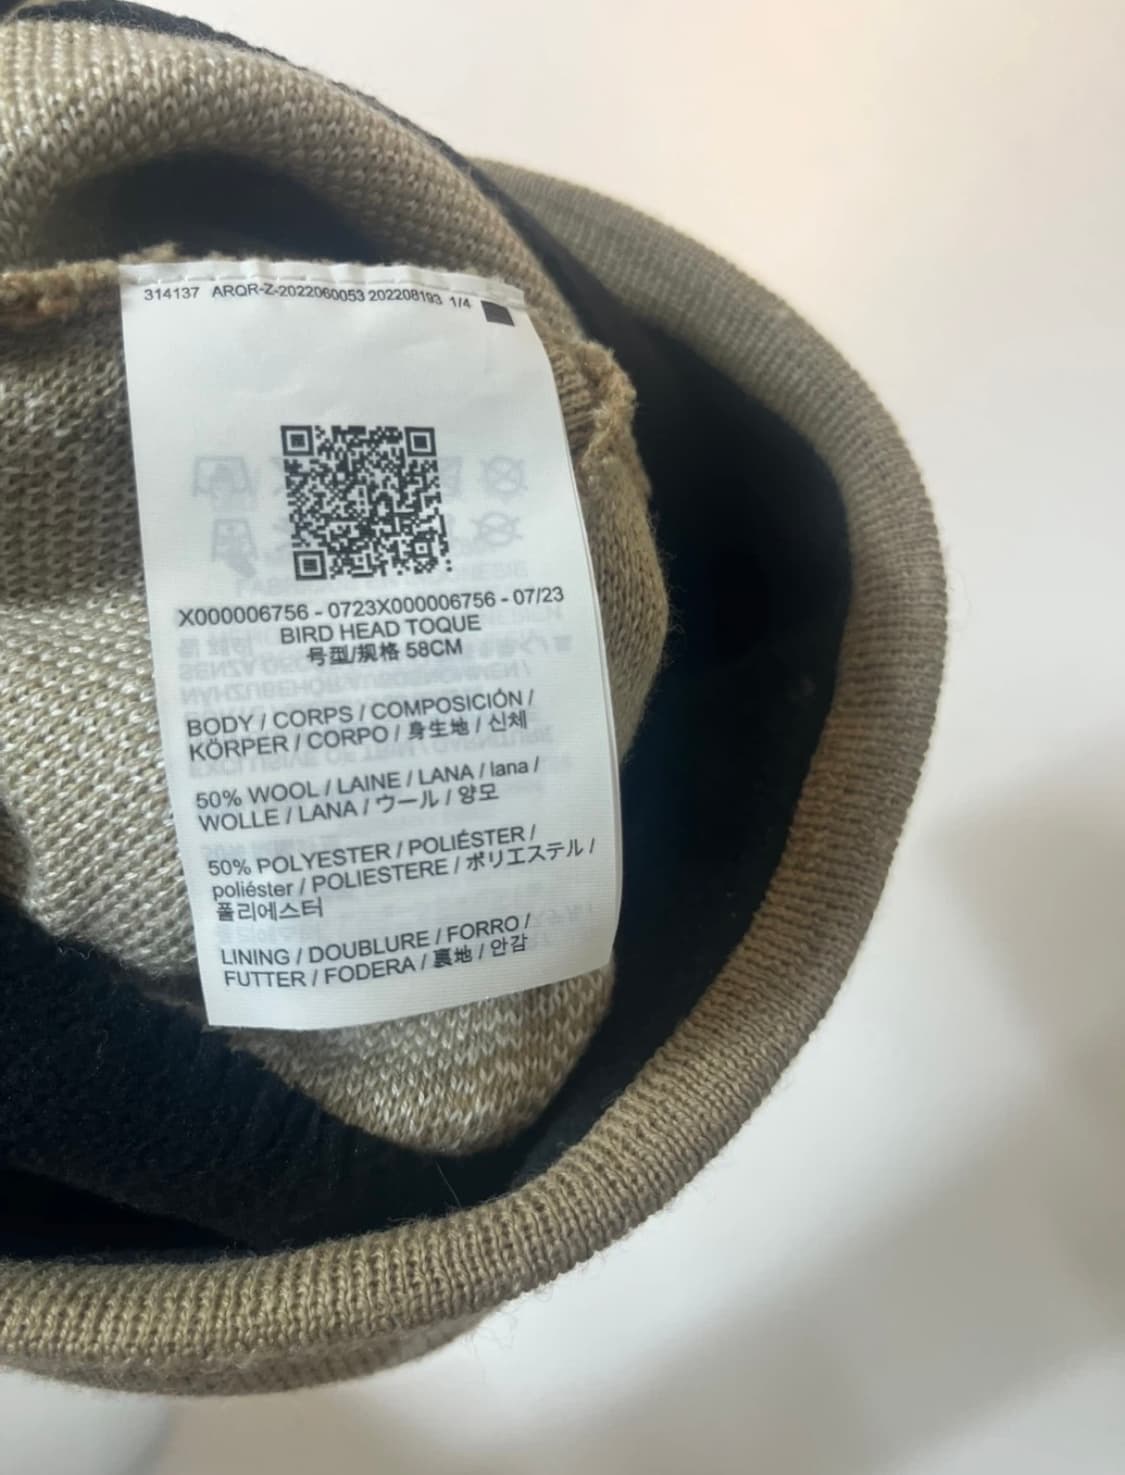 314137 ARQR-Z-2022060053 202208193 1/4
X000006756 - 0723X000006756 - 07/23
BIRD HEAD TOQUE
号型/规格 58CM
BODY / CORPS / COMPOSICIÓN /
KÖRPER / CORPO / 身生地 / 신체
50% WOOL / LAINE / LANA / lana /
WOLLE / LANA / ウール / 양모
50% POLYESTER / POLIÉSTER /
poliéster / POLIESTERE / ポリエステル /
폴리에스터
LINING / DOUBLURE / FORRO /
FUTTER / FODERA / 裏地 / 안감